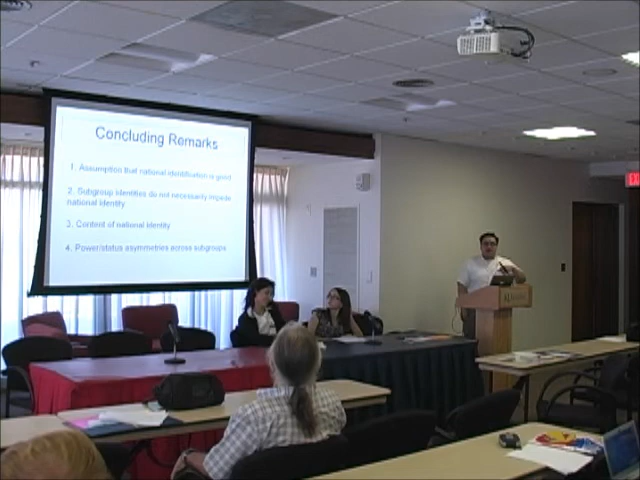 Concluding Remarks
1. Assumption that national identification is good
2. Subgroup identities do not necessarily impede
national identity
3. Content of national identity
4. Power/status asymmetries across subgroups